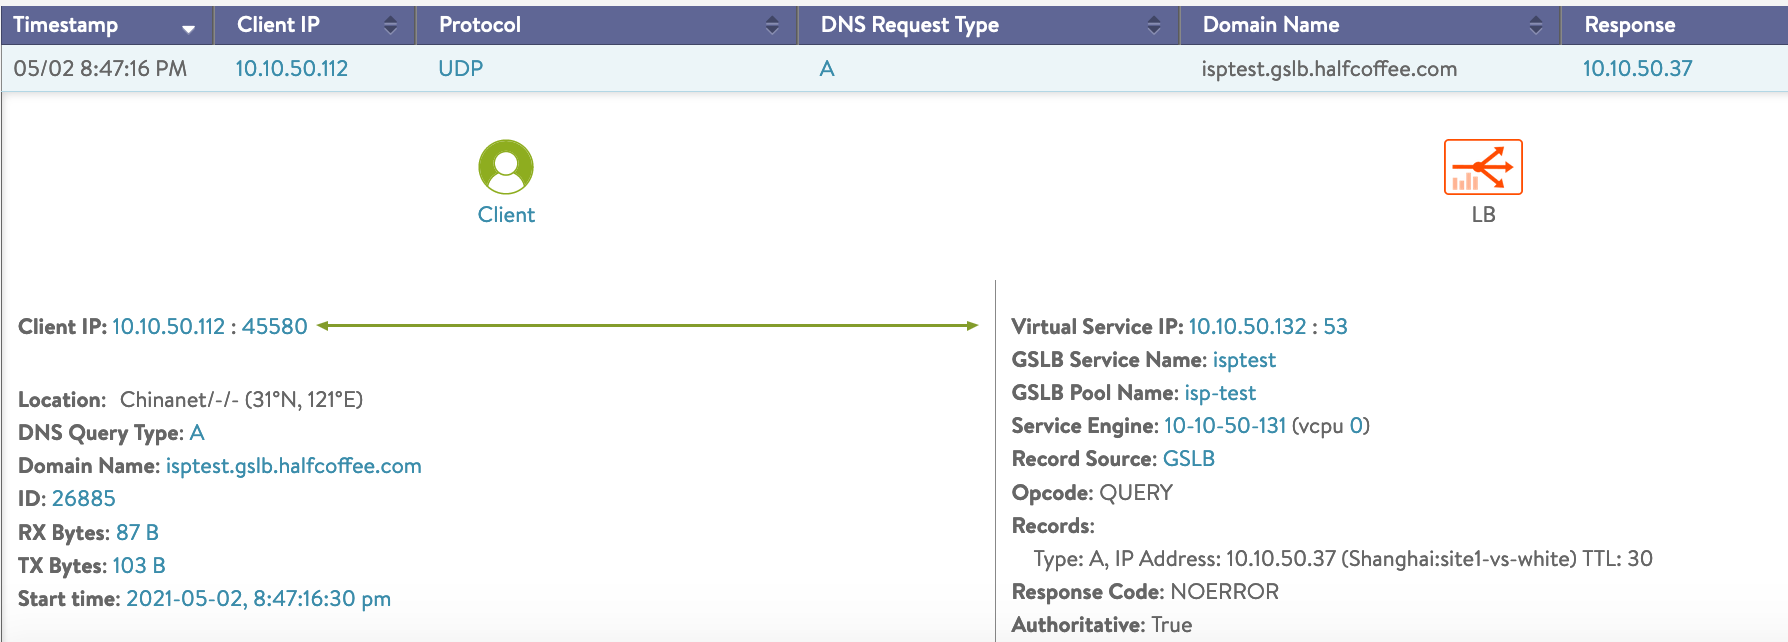 Timestamp Client IP Protocol DNS Request Type Domain Name Response
05/02 8:47:16 PM 10.10.50.112 UDP A isptest.gslb.halfcoffee.com 10.10.50.37
Client
LB
Client IP: 10.10.50.112 : 45580
Location: Chinanet/-/- (31°N, 121°E)
DNS Query Type: A
Domain Name: isptest.gslb.halfcoffee.com
ID: 26885
RX Bytes: 87 B
TX Bytes: 103 B
Start time: 2021-05-02, 8:47:16:30 pm
Virtual Service IP: 10.10.50.132 : 53
GSLB Service Name: isptest
GSLB Pool Name: isp-test
Service Engine: 10-10-50-131 (vcpu 0)
Record Source: GSLB
Opcode: QUERY
Records:
Type: A, IP Address: 10.10.50.37 (Shanghai:site1-vs-white) TTL: 30
Response Code: NOERROR
Authoritative: True